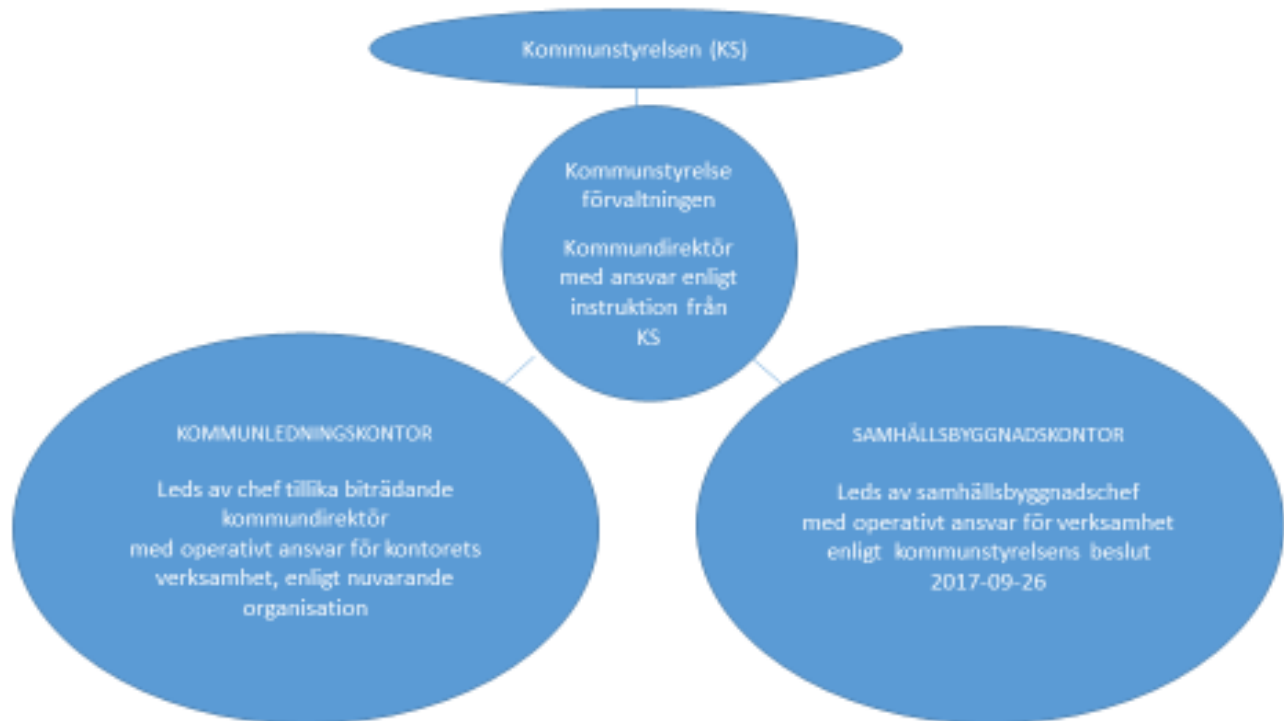 Kommunstyrelsen (KS)
Kommunstyrelse
förvaltningen
Kommundirektör
med ansvar enligt
instruktion från
KS
KOMMUNLEDNINGSKONTOR
Leds av chef tillika biträdande
kommundirektör
med operativt ansvar för kontorets
verksamhet, enligt nuvarande
organisation
SAMHÄLLSBYGGNADSKONTOR
Leds av samhällsbyggnadschef
med operativt ansvar för verksamhet
enligt kommunstyrelsens beslut
2017-09-26